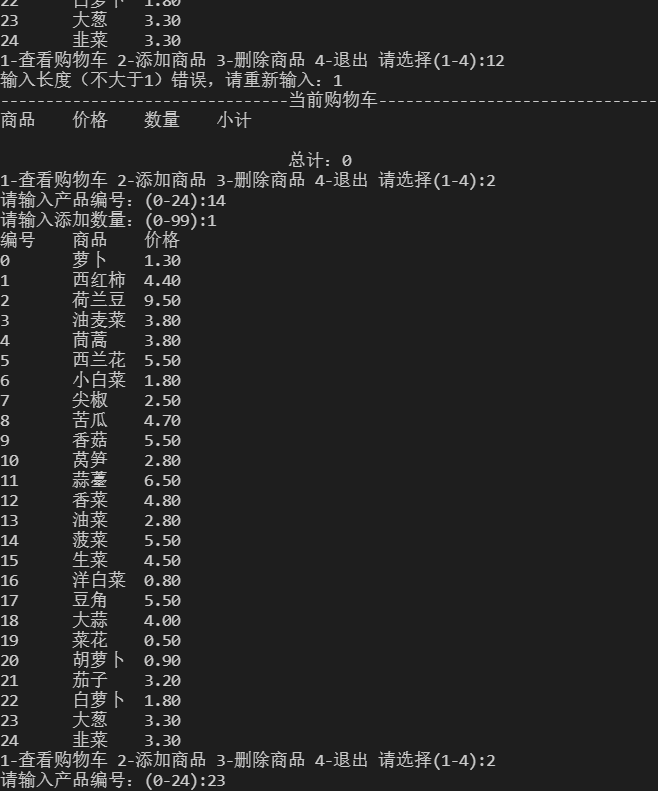 22 白萝卜 1.80
23 大葱 3.30
24 韭菜 3.30
1-查看购物车 2-添加商品 3-删除商品 4-退出 请选择(1-4):12
输入长度（不大于1）错误，请重新输入：1
--------------------------------当前购物车-------------------------------
商品 价格 数量 小计
总计：0
1-查看购物车 2-添加商品 3-删除商品 4-退出 请选择(1-4):2
请输入产品编号：(0-24):14
请输入添加数量：(0-99):1
编号 商品 价格
0 萝卜 1.30
1 西红柿 4.40
2 荷兰豆 9.50
3 油麦菜 3.80
4 茼蒿 3.80
5 西兰花 5.50
6 小白菜 1.80
7 尖椒 2.50
8 苦瓜 4.70
9 香菇 5.50
10 莴笋 2.80
11 蒜薹 6.50
12 香菜 4.80
13 油菜 2.80
14 菠菜 5.50
15 生菜 4.50
16 洋白菜 0.80
17 豆角 5.50
18 大蒜 4.00
19 菜花 0.50
20 胡萝卜 0.90
21 茄子 3.20
22 白萝卜 1.80
23 大葱 3.30
24 韭菜 3.30
1-查看购物车 2-添加商品 3-删除商品 4-退出 请选择(1-4):2
请输入产品编号：(0-24):23